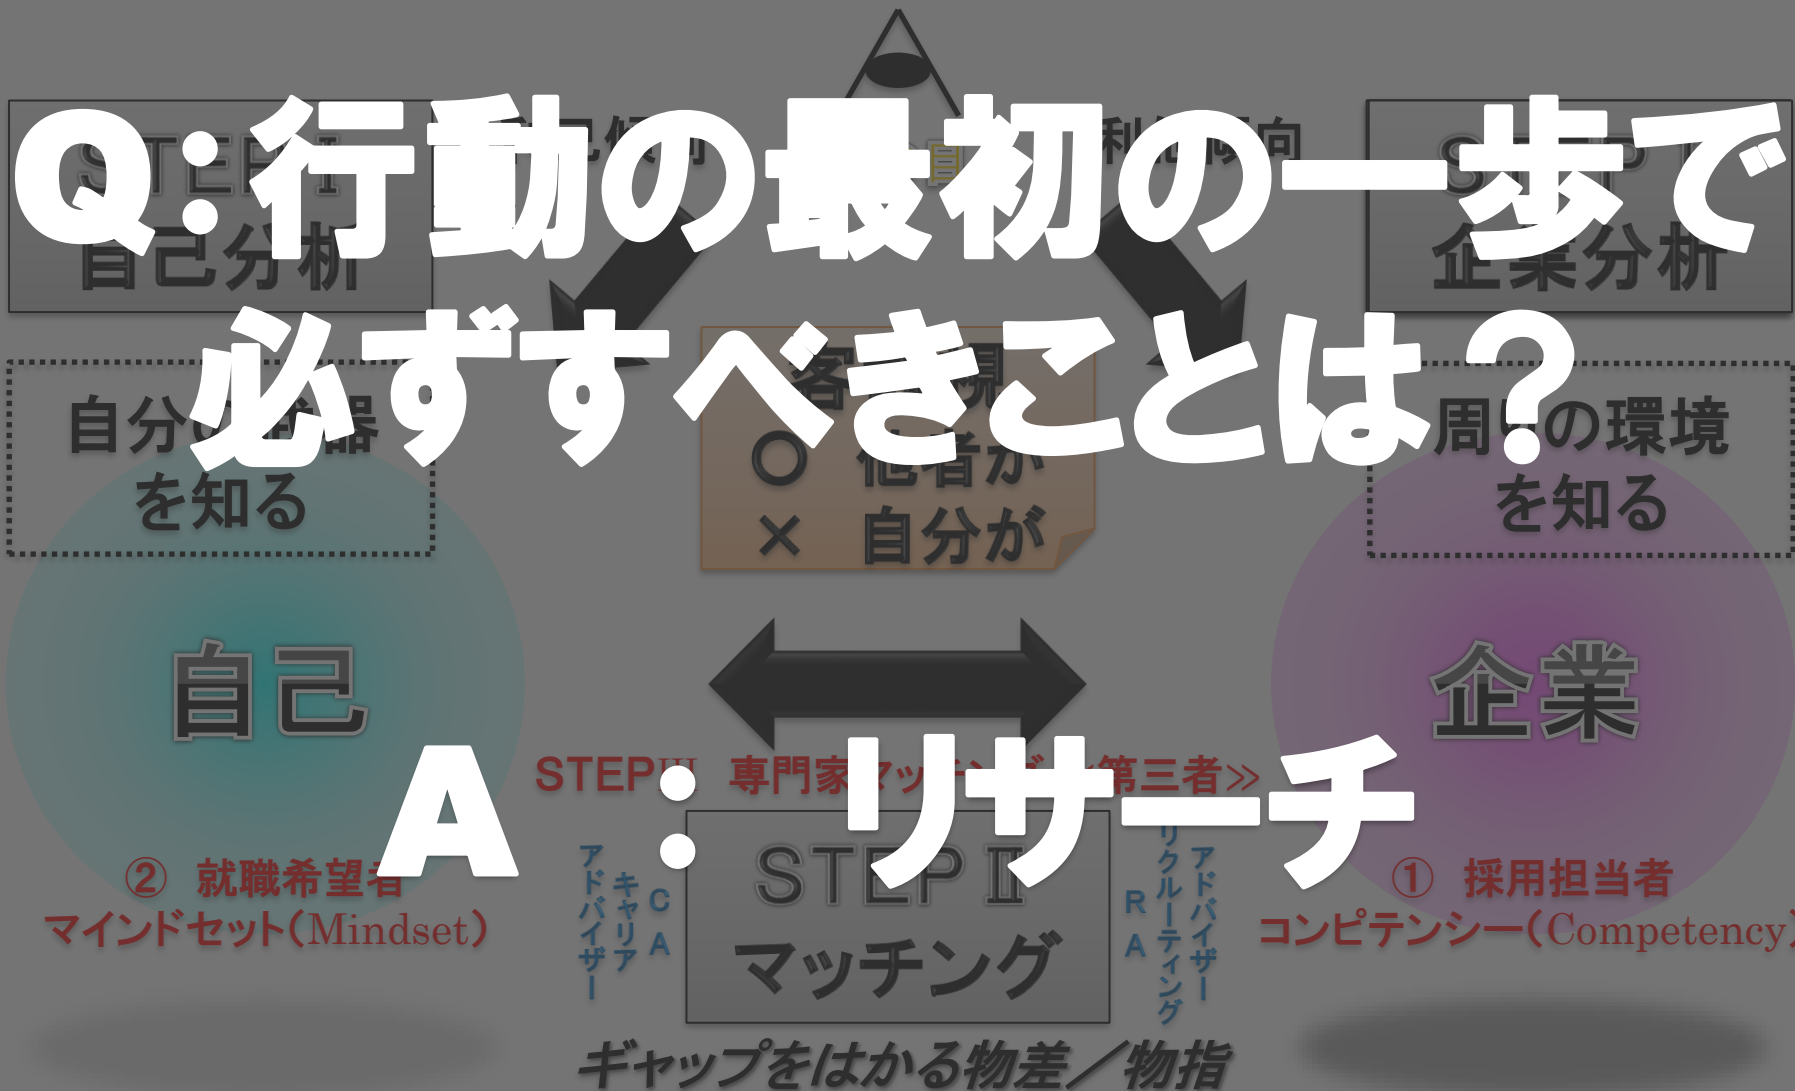 Q:行動の最初の一歩で
必ずすべきことは？
A ： リサーチ
STEP I
自己分析
企業分析
自分の武器
を知る
客観
○ 他者が
× 自分が
周りの環境
を知る
自己
企業
STEPⅢ 専門家マッチング≪第三者≫
② 就職希望者
マインドセット(Mindset)
CA
キャリア
アドバイザー
STEP Ⅱ
マッチング
RA
リクルーティング
アドバイザー
① 採用担当者
コンピテンシー(Competency)
ギャップをはかる物差／物指